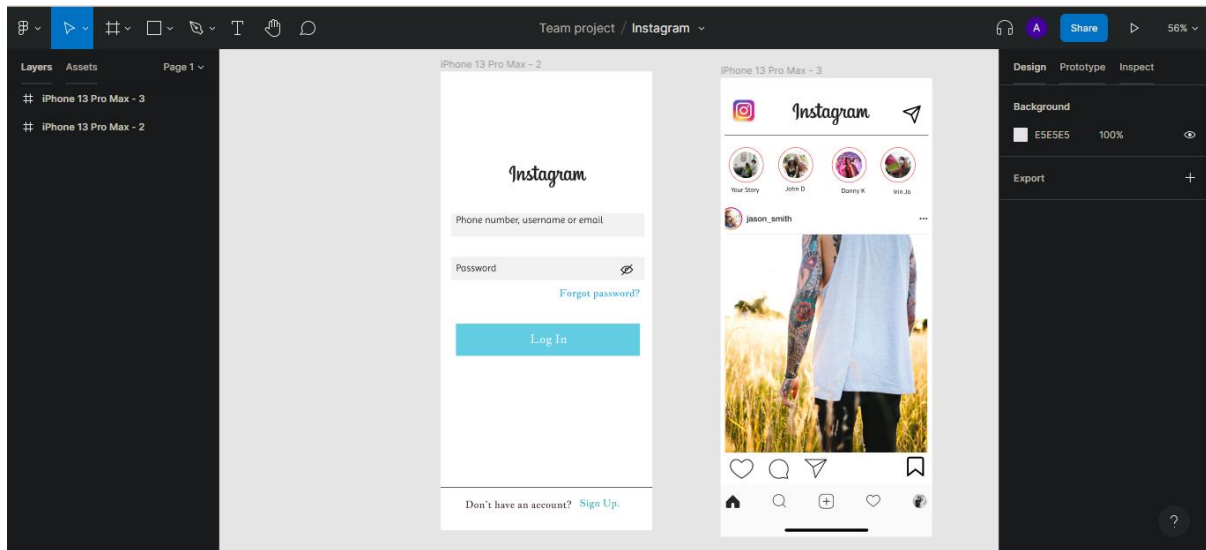 Team project / Instagram
A
Share
56%
Layers Assets Page 1
iPhone 13 Pro Max - 3
iPhone 13 Pro Max - 2
iPhone 13 Pro Max - 2
Instagram
Phone number, username or email
Password
Forgot password?
Log In
Don't have an account? Sign Up.
iPhone 13 Pro Max - 3
Instagram
Your Story John D Danny K Irin Jo
jason_smith
Design Prototype Inspect
Background
E5E5E5 100%
Export
?